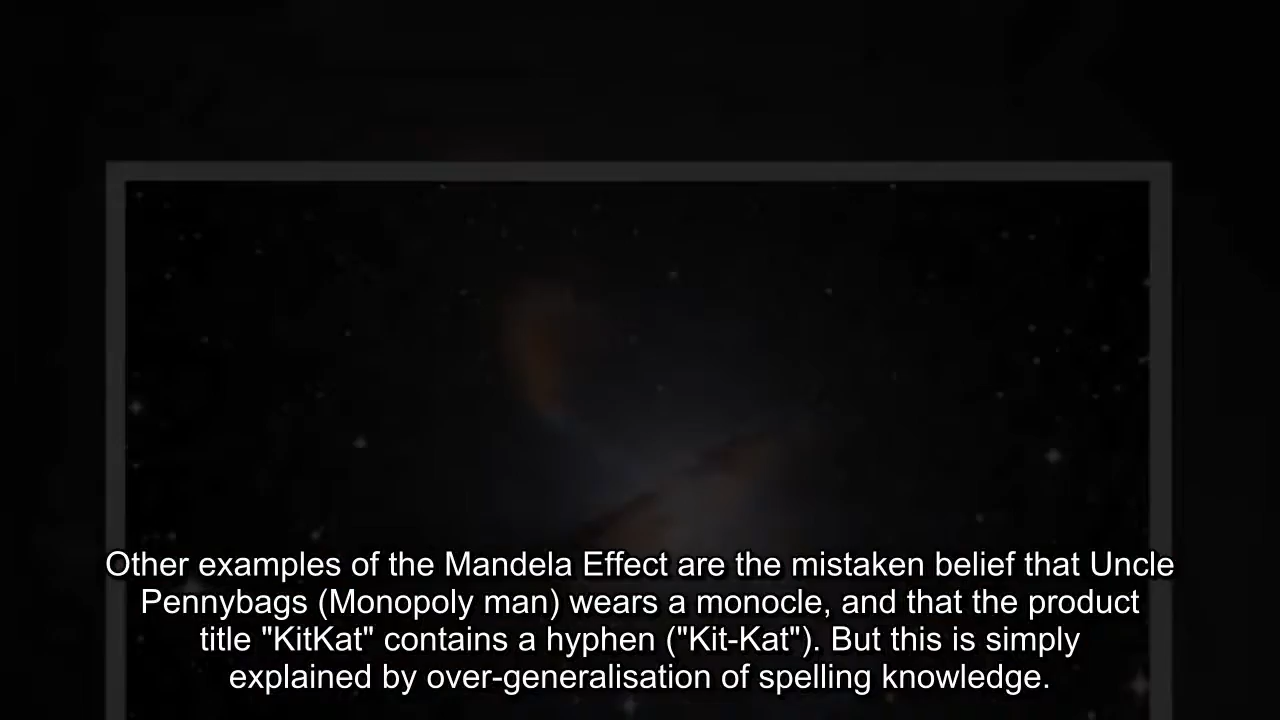 Other examples of the Mandela Effect are the mistaken belief that Uncle
Pennybags (Monopoly man) wears a monocle, and that the product
title "KitKat" contains a hyphen ("Kit-Kat"). But this is simply
explained by over-generalisation of spelling knowledge.